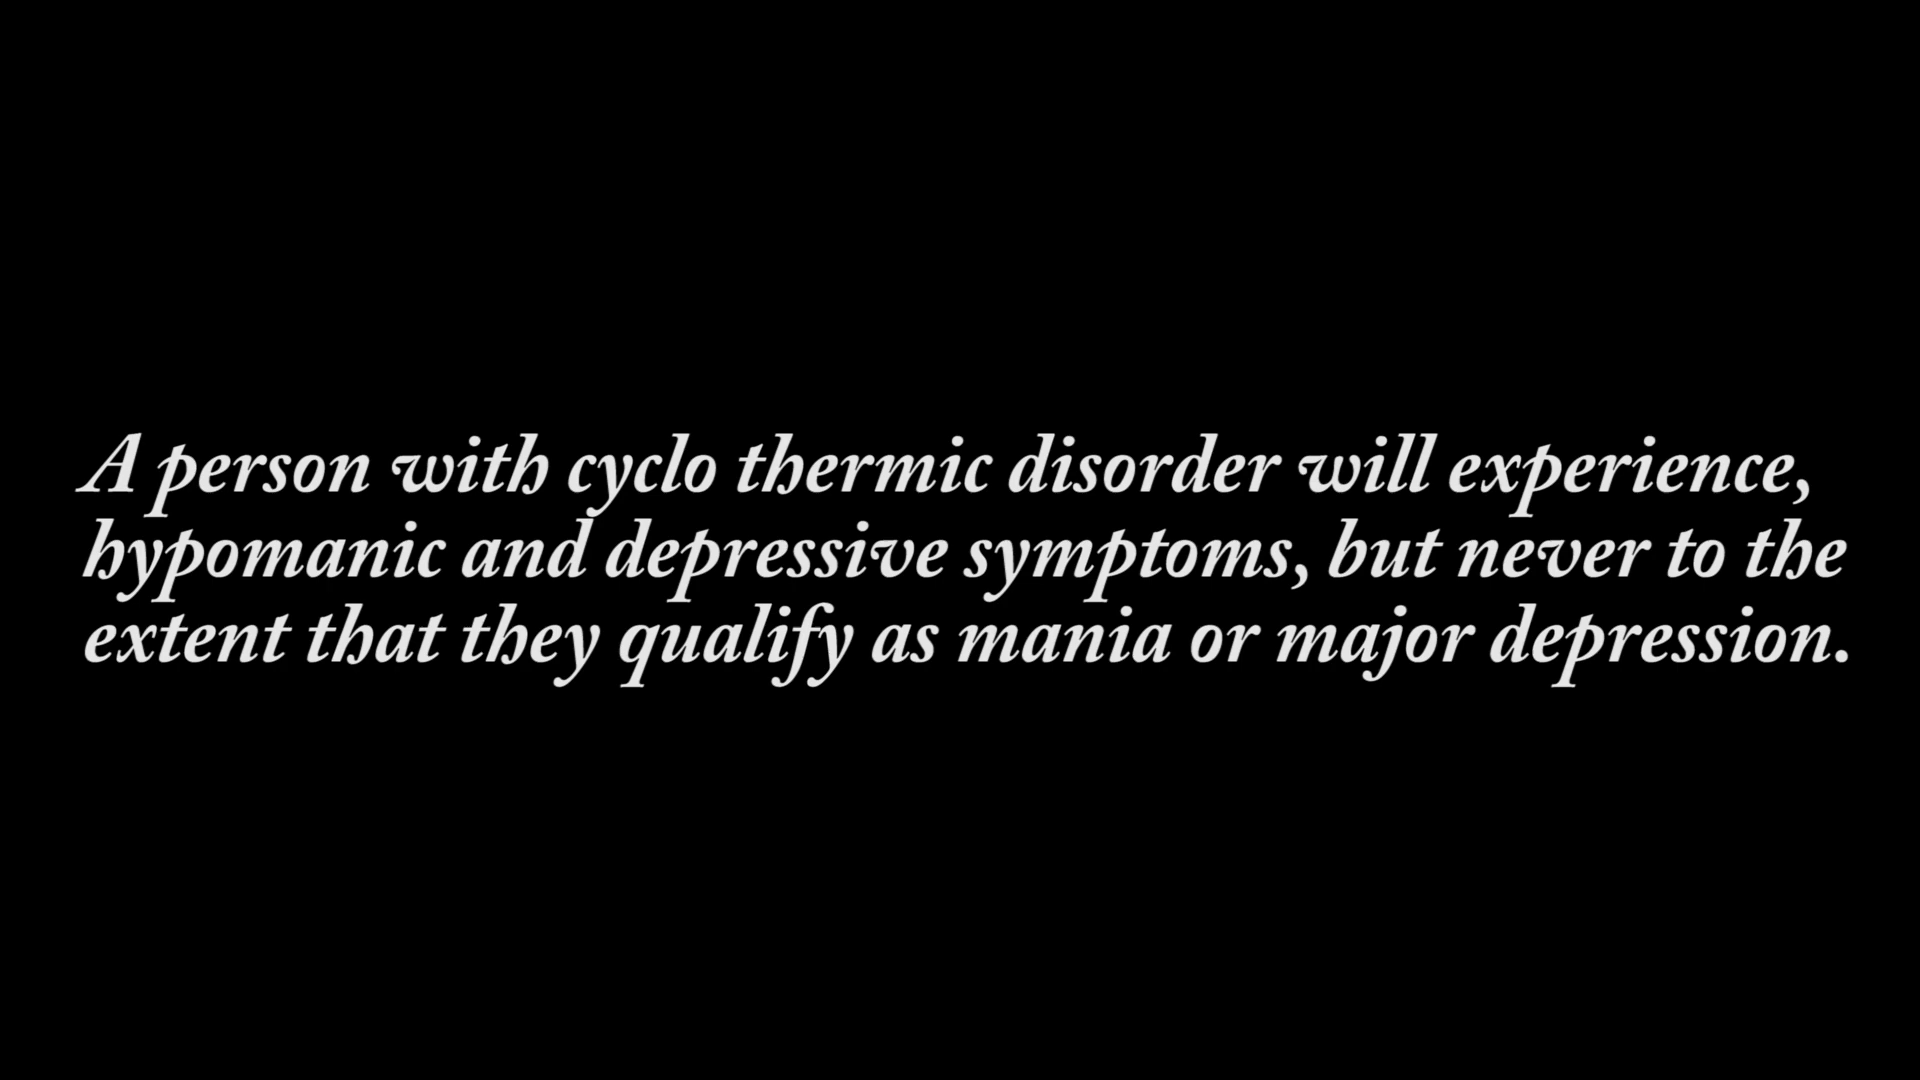 A person with cyclo thermic disorder will experience,
hypomanic and depressive symptoms, but never to the
extent that they qualify as mania or major depression.